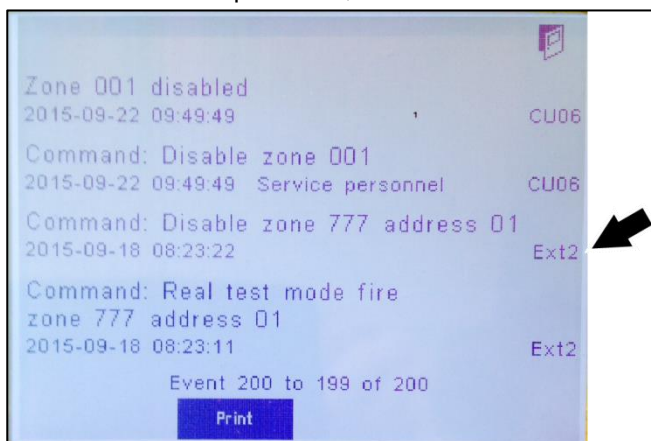 Zone 001 disabled
2015-09-22 09:49:49 CU06
Command: Disable zone 001
2015-09-22 09:49:49 Service personnel CU06
Command: Disable zone 777 address 01
2015-09-18 08:23:22 Ext2
Command: Real test mode fire
zone 777 address 01
2015-09-18 08:23:11 Ext2
Event 200 to 199 of 200
Print